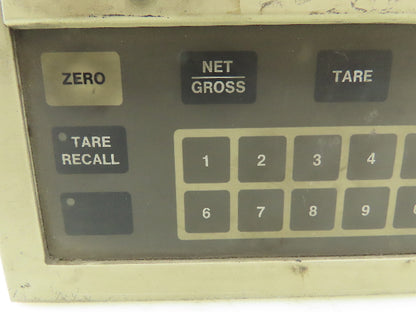 ZERO
NET
GROSS
TARE
TARE
RECALL
1 2 3 4
6 7 8 9